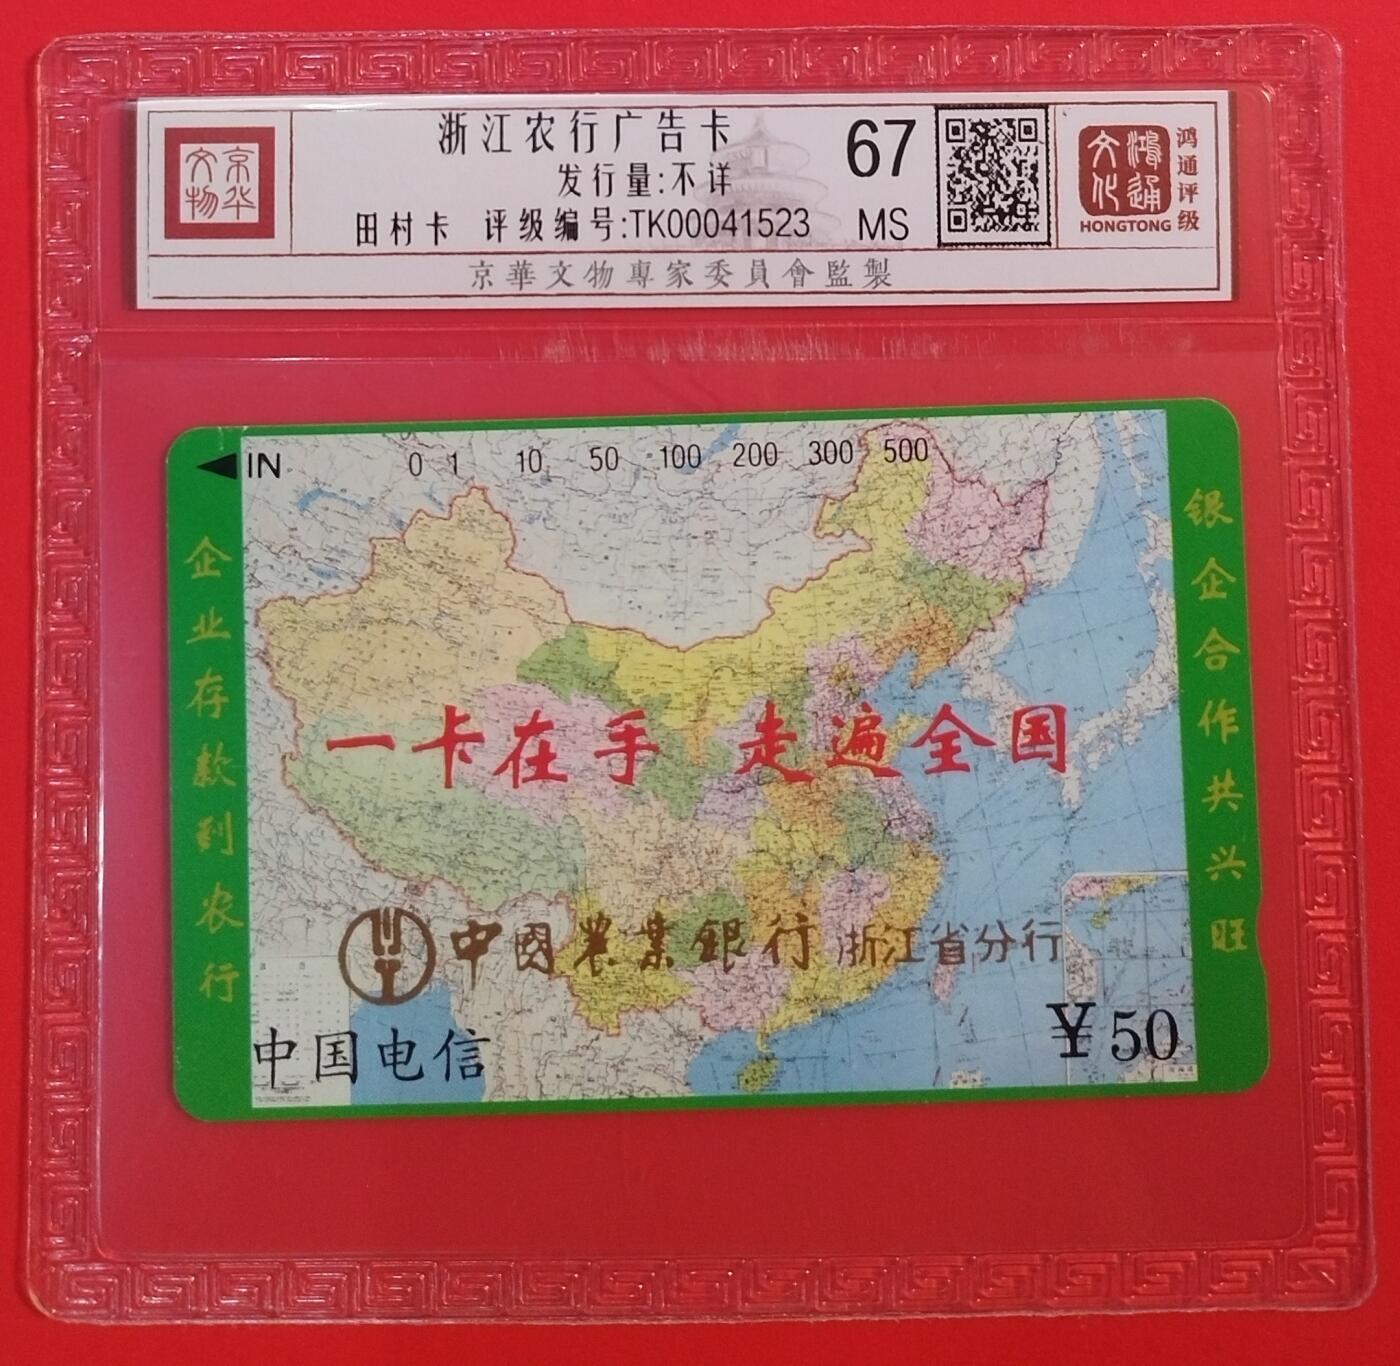 京华
文物
浙江农行广告卡
发行量:不详
田村卡 评级编号:TK00041523
67
MS
鸿通
文化
HONGTONG
鸿通评级
京華文物專家委員會監製
IN
0 1 10 50 100 200 300 500
企业存款到农行
银企合作共兴旺
一卡在手 走遍全国
中國農業銀行 浙江省分行
中国电信
¥50